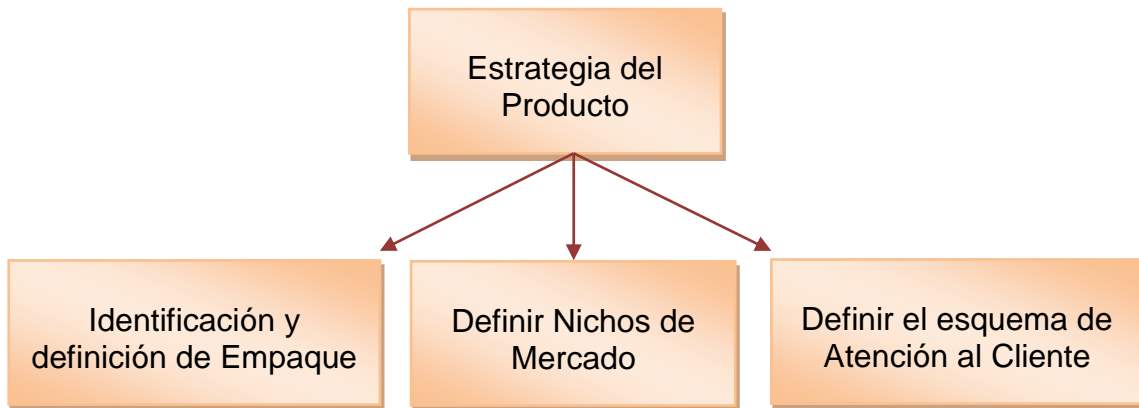 Estrategia del
Producto
Identificación y
definición de Empaque
Definir Nichos de
Mercado
Definir el esquema de
Atención al Cliente